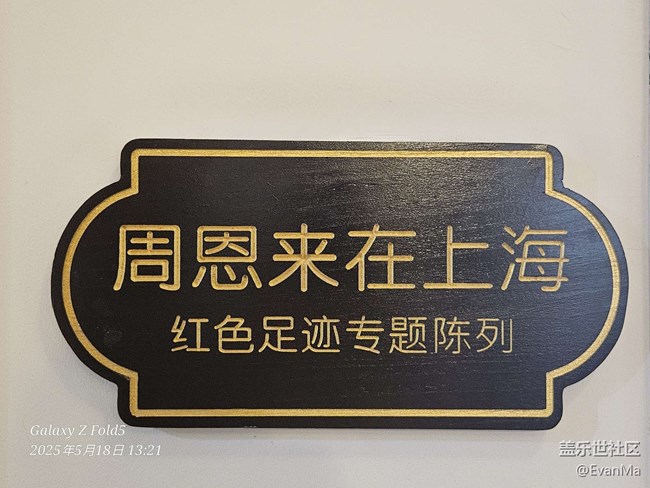 周恩来在上海
红色足迹专题陈列
Galaxy Z Fold5
2025年5月18日 13:21
盖乐世社区
@EvanMa